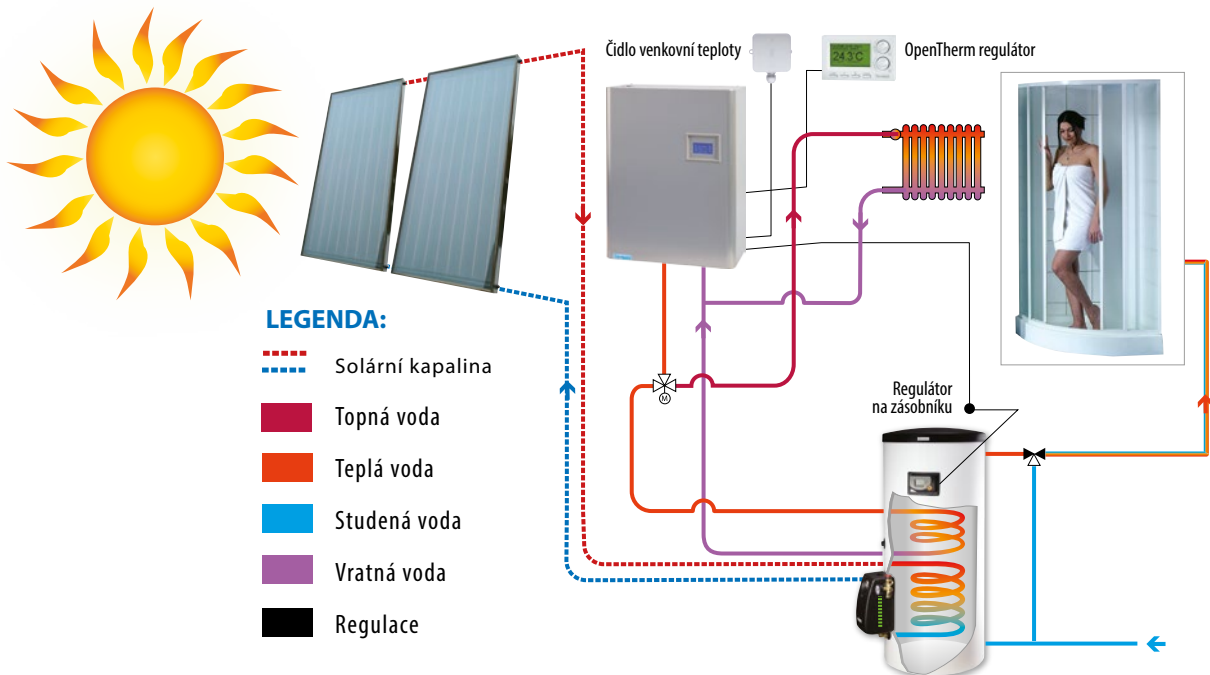 Čidlo venkovní teploty
OpenTherm regulátor
24.3°C
LEGENDA:
Solární kapalina
Topná voda
Teplá voda
Studená voda
Vratná voda
Regulace
M
Regulátor
na zásobníku